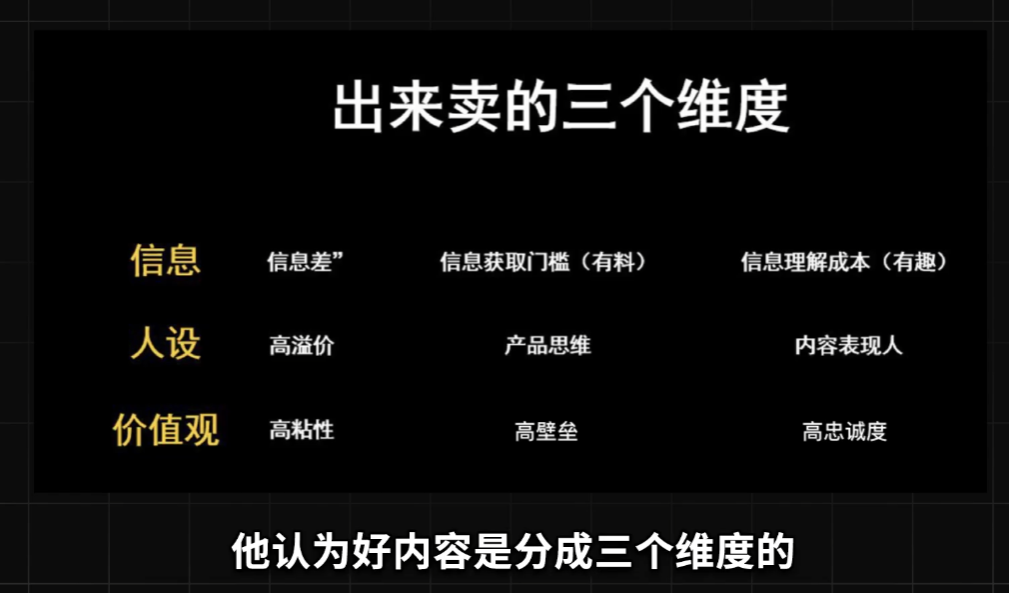 出来卖的三个维度
信息 信息差” 信息获取门槛（有料） 信息理解成本（有趣）
人设 高溢价 产品思维 内容表现人
价值观 高粘性 高壁垒 高忠诚度
他认为好内容是分成三个维度的